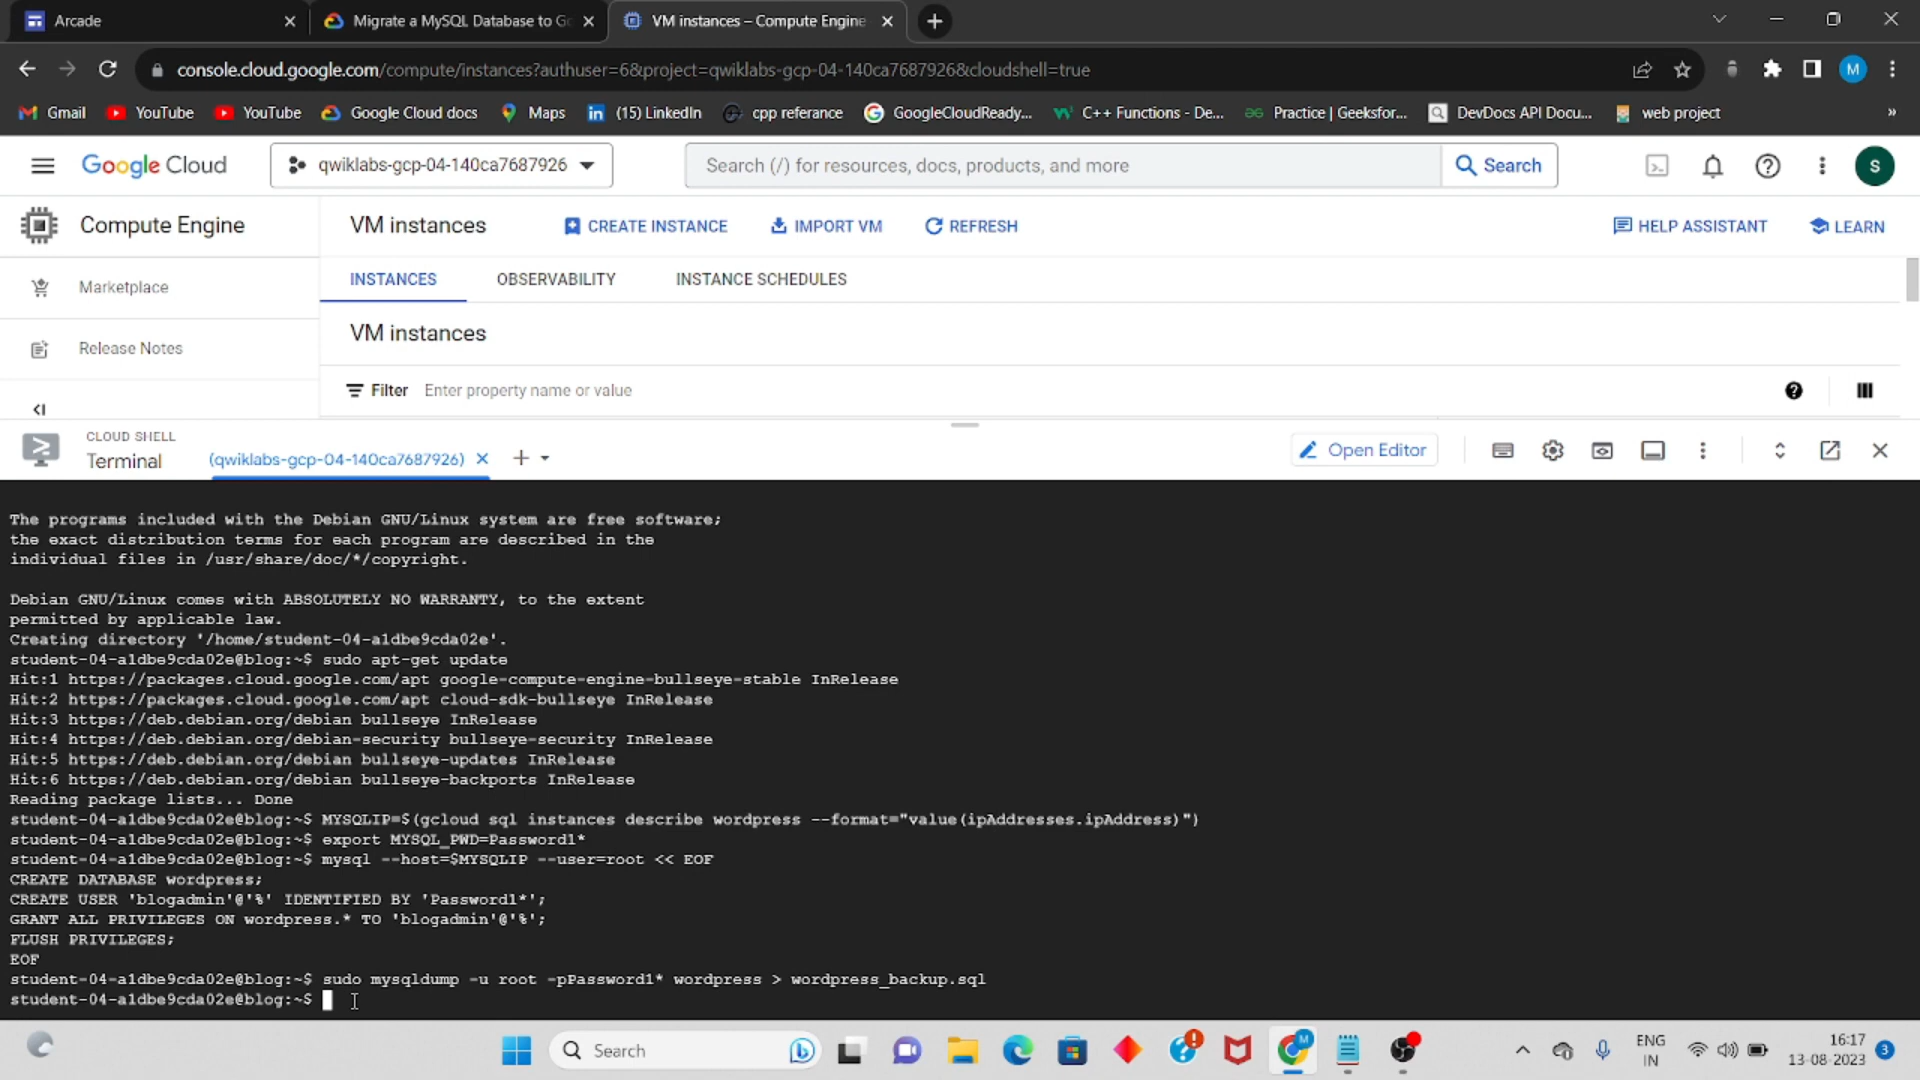 Arcade
Migrate a MySQL Database to Go
VM instances – Compute Engine
console.cloud.google.com/compute/instances?authuser=6&project=qwiklabs-gcp-04-140ca7687926&cloudshell=true
M
Gmail
YouTube
YouTube
Google Cloud docs
Maps
(15) LinkedIn
cpp referance
GoogleCloudReady...
C++ Functions - De...
Practice | Geeksfor...
DevDocs API Docu...
web project
»
Google Cloud
qwiklabs-gcp-04-140ca7687926
Search (/) for resources, docs, products, and more
Search
S
Compute Engine
VM instances
CREATE INSTANCE
IMPORT VM
REFRESH
HELP ASSISTANT
LEARN
Marketplace
INSTANCES
OBSERVABILITY
INSTANCE SCHEDULES
VM instances
Release Notes
Filter
Enter property name or value
CLOUD SHELL
Terminal
(qwiklabs-gcp-04-140ca7687926)
Open Editor
The programs included with the Debian GNU/Linux system are free software;
the exact distribution terms for each program are described in the
individual files in /usr/share/doc/*/copyright.
Debian GNU/Linux comes with ABSOLUTELY NO WARRANTY, to the extent
permitted by applicable law.
Creating directory '/home/student-04-a1dbe9cda02e'.
student-04-a1dbe9cda02e@blog:~$ sudo apt-get update
Hit:1 https://packages.cloud.google.com/apt google-compute-engine-bullseye-stable InRelease
Hit:2 https://packages.cloud.google.com/apt cloud-sdk-bullseye InRelease
Hit:3 https://deb.debian.org/debian bullseye InRelease
Hit:4 https://deb.debian.org/debian-security bullseye-security InRelease
Hit:5 https://deb.debian.org/debian bullseye-updates InRelease
Hit:6 https://deb.debian.org/debian bullseye-backports InRelease
Reading package lists... Done
student-04-a1dbe9cda02e@blog:~$ MYSQLIP=$(gcloud sql instances describe wordpress --format="value(ipAddresses.ipAddress)")
student-04-a1dbe9cda02e@blog:~$ export MYSQL_PWD=Password1*
student-04-a1dbe9cda02e@blog:~$ mysql --host=$MYSQLIP --user=root << EOF
CREATE DATABASE wordpress;
CREATE USER 'blogadmin'@'%' IDENTIFIED BY 'Password1*';
GRANT ALL PRIVILEGES ON wordpress.* TO 'blogadmin'@'%';
FLUSH PRIVILEGES;
EOF
student-04-a1dbe9cda02e@blog:~$ sudo mysqldump -u root -pPassword1* wordpress > wordpress_backup.sql
student-04-a1dbe9cda02e@blog:~$
Search
ENG
IN
16:17
13-08-2023
3